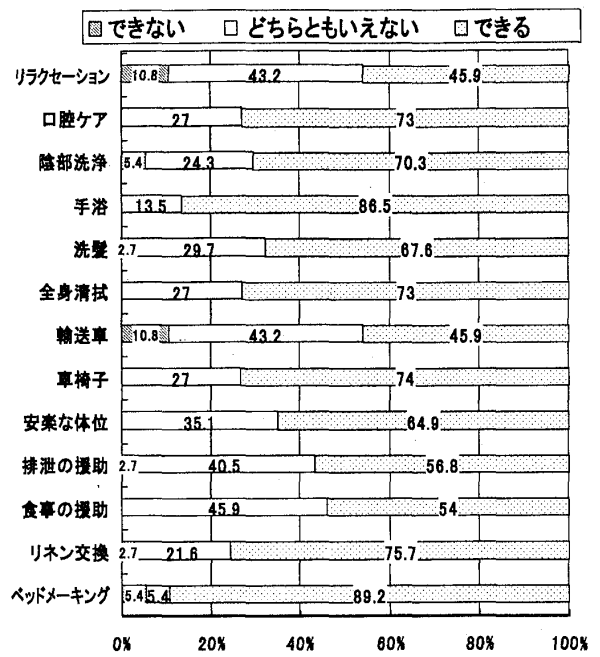 できない どちらともいえない できる
リラクセーション 10.8 43.2 45.9
口腔ケア 27 73
陰部洗浄 5.4 24.3 70.3
手浴 13.5 86.5
洗髪 2.7 29.7 67.6
全身清拭 27 73
輸送車 10.8 43.2 45.9
車椅子 27 74
安楽な体位 35.1 64.9
排泄の援助 2.7 40.5 56.8
食事の援助 45.9 54
リネン交換 2.7 21.6 75.7
ベッドメーキング 5.4 5.4 89.2
0% 20% 40% 60% 80% 100%